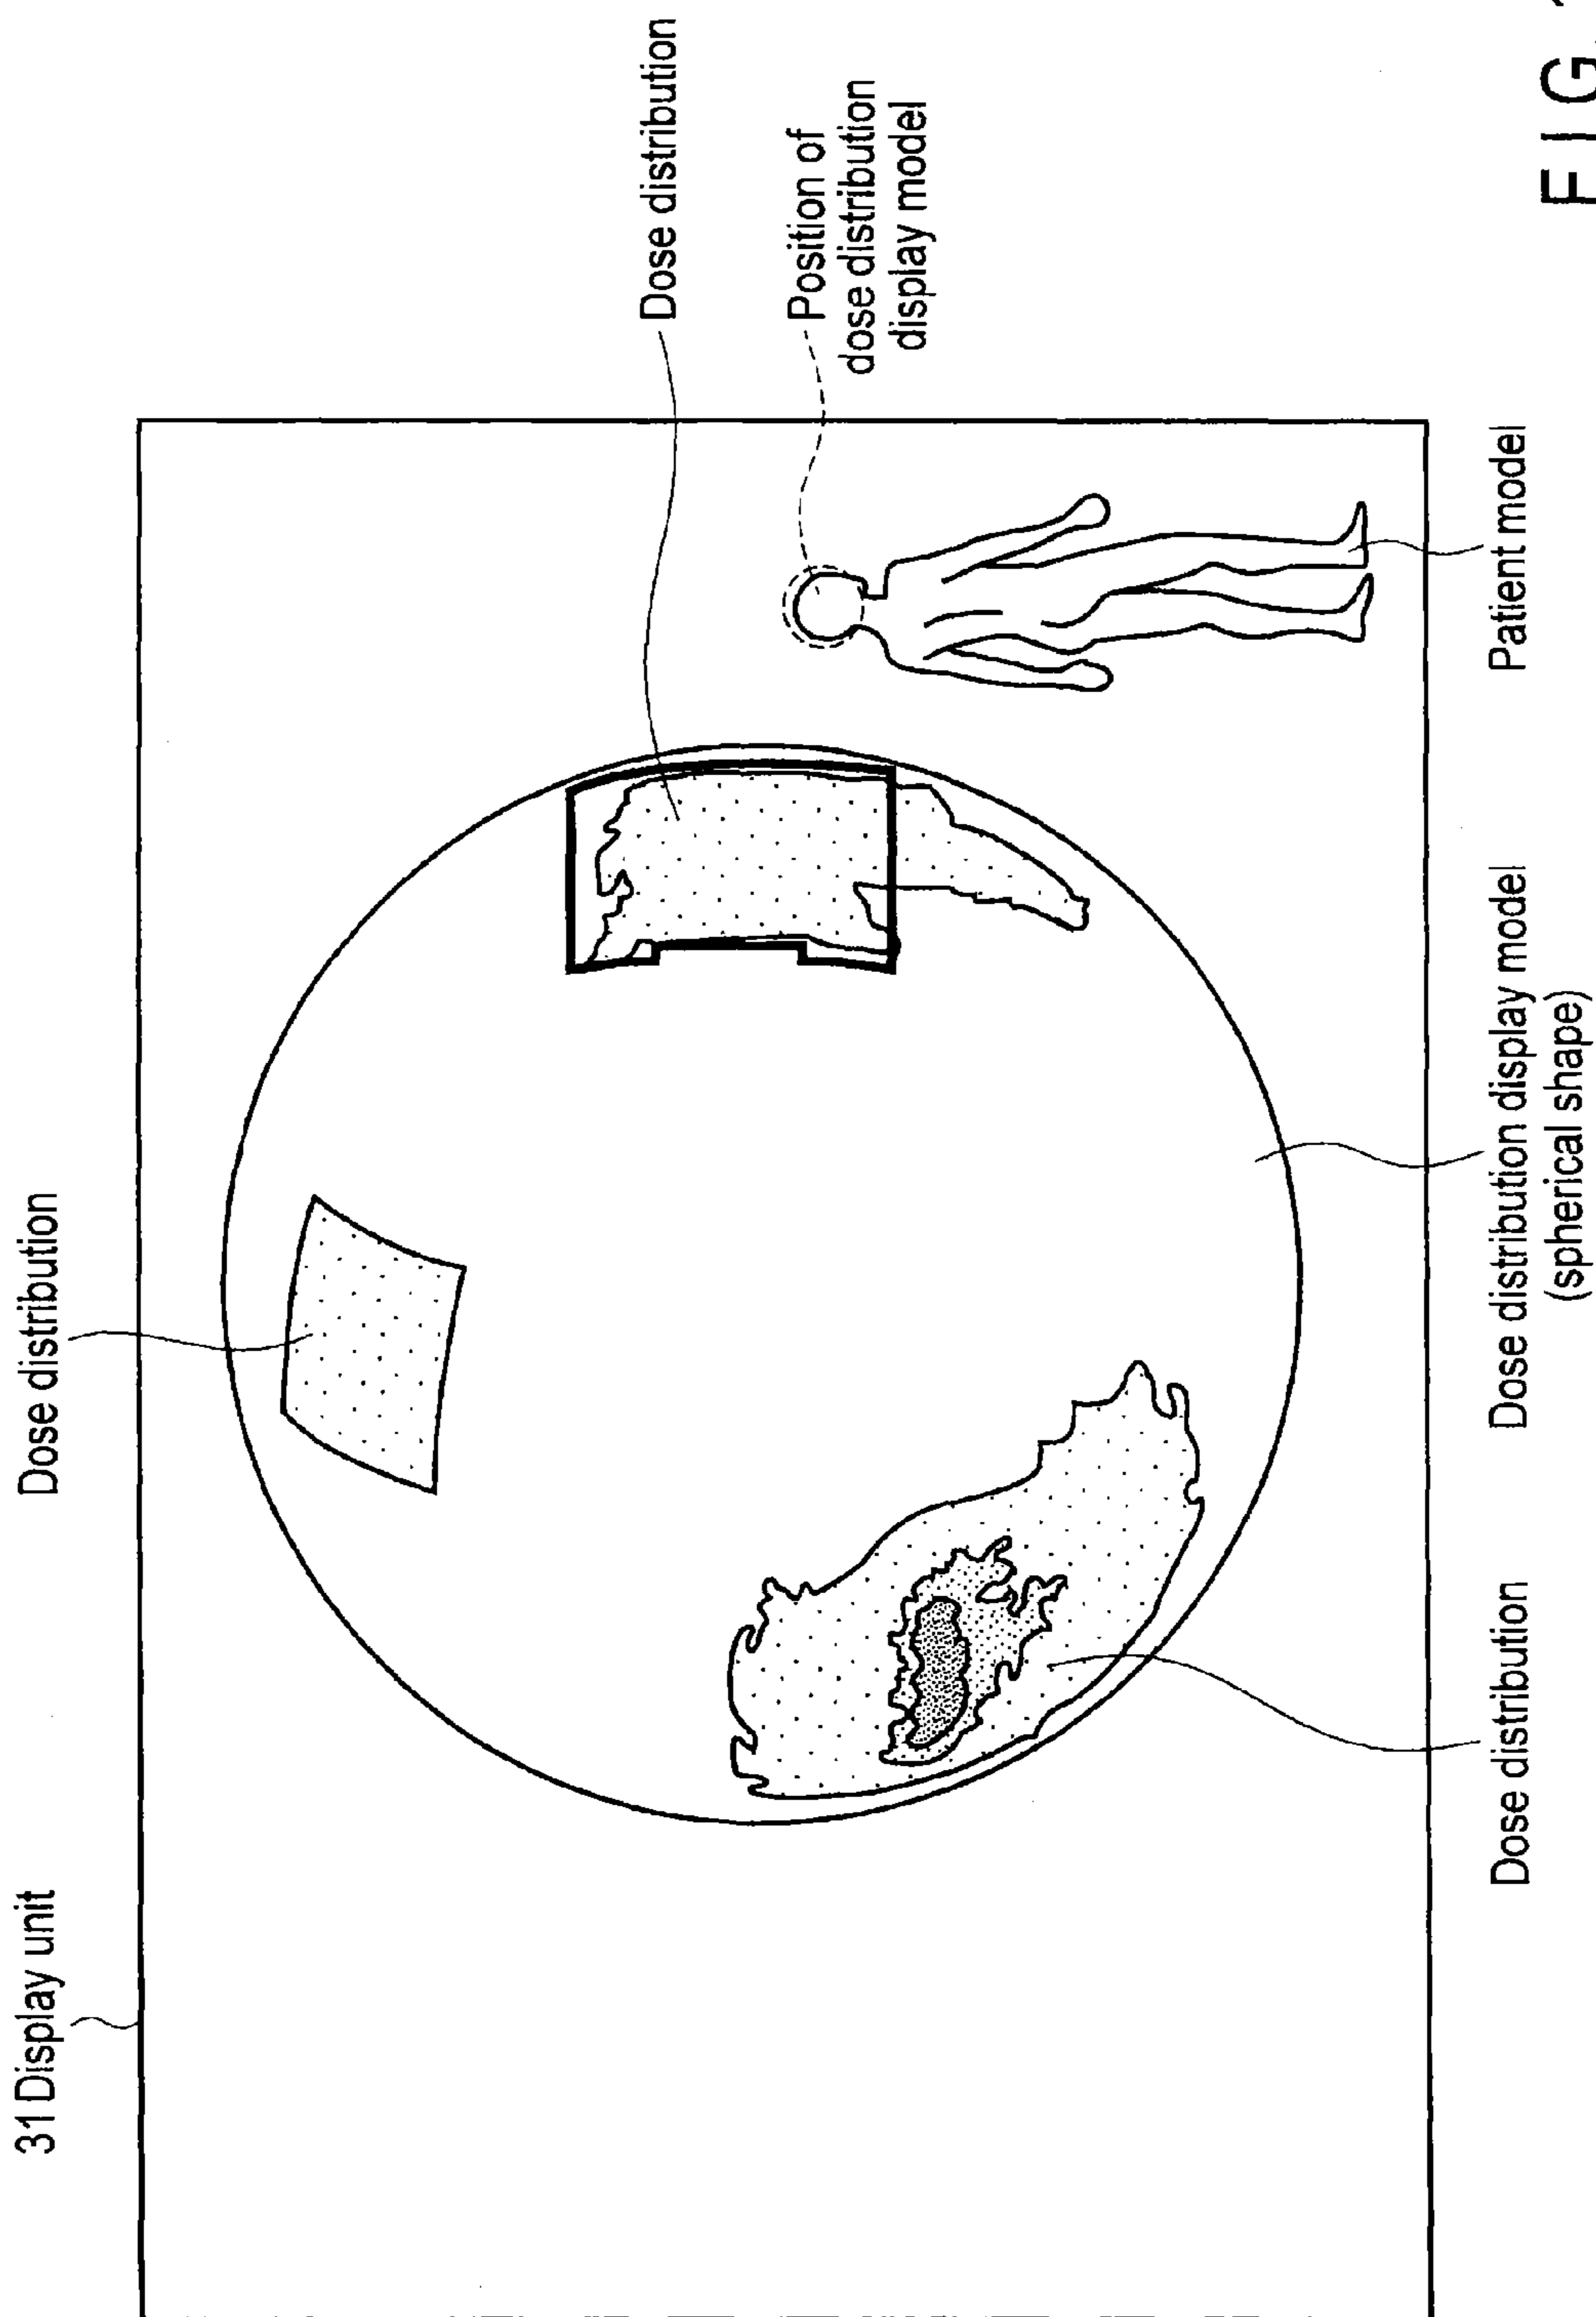 31 Display unit
Dose distribution
Dose distribution
Position of
dose distribution
display model
Dose distribution
Dose distribution display model
(spherical shape)
Patient model
FIG.